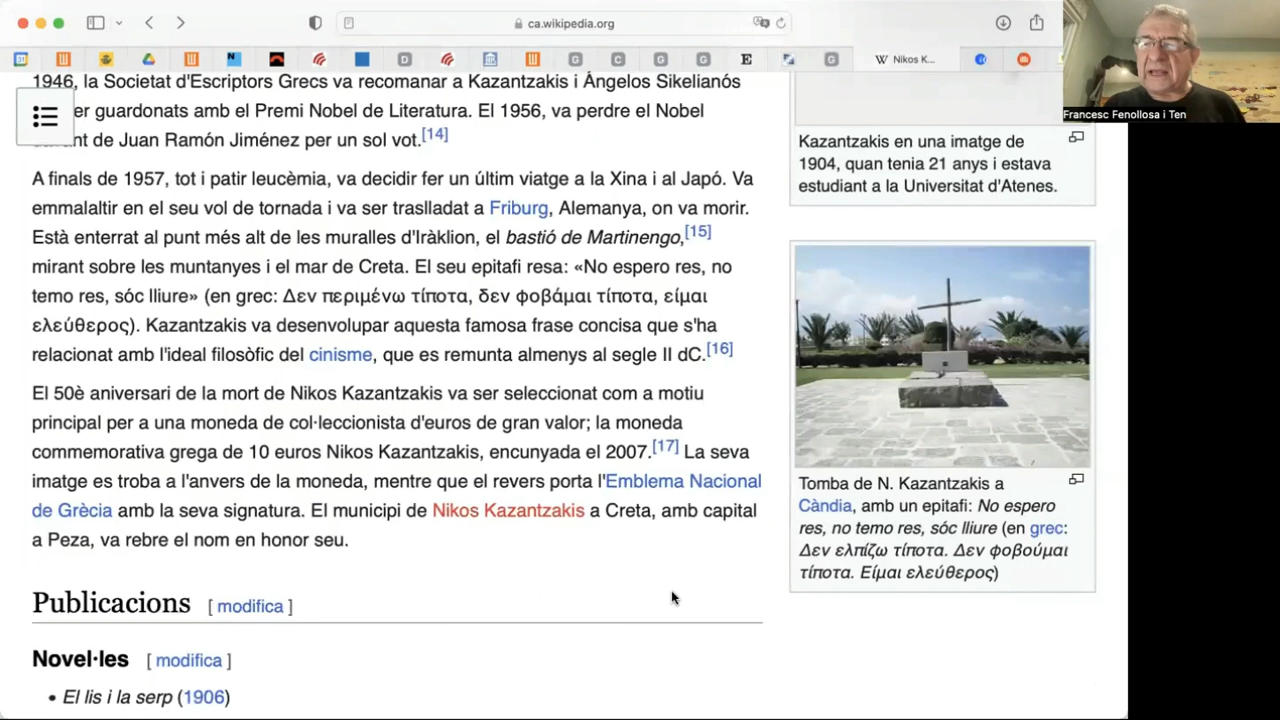 ca.wikipedia.org
Nikos K...
1946, la Societat d'Escriptors Grecs va recomanar a Kazantzakis i Ángelos Sikelianós
er guardonats amb el Premi Nobel de Literatura. El 1956, va perdre el Nobel
nt de Juan Ramón Jiménez per un sol vot.[14]
A finals de 1957, tot i patir leucèmia, va decidir fer un últim viatge a la Xina i al Japó. Va
emmalaltir en el seu vol de tornada i va ser traslladat a Friburg, Alemanya, on va morir.
Està enterrat al punt més alt de les muralles d'Iràklion, el bastió de Martinengo,[15]
mirant sobre les muntanyes i el mar de Creta. El seu epitafi resa: «No espero res, no
temo res, sóc lliure» (en grec: Δεν περιμένω τίποτα, δεν φοβάμαι τίποτα, είμαι
ελεύθερος). Kazantzakis va desenvolupar aquesta famosa frase concisa que s'ha
relacionat amb l'ideal filosòfic del cinisme, que es remunta almenys al segle II dC.[16]
El 50è aniversari de la mort de Nikos Kazantzakis va ser seleccionat com a motiu
principal per a una moneda de col·leccionista d'euros de gran valor; la moneda
commemorativa grega de 10 euros Nikos Kazantzakis, encunyada el 2007.[17] La seva
imatge es troba a l'anvers de la moneda, mentre que el revers porta l'Emblema Nacional
de Grècia amb la seva signatura. El municipi de Nikos Kazantzakis a Creta, amb capital
a Peza, va rebre el nom en honor seu.
Publicacions [ modifica ]
Novel·les [ modifica ]
• El lis i la serp (1906)
Kazantzakis en una imatge de
1904, quan tenia 21 anys i estava
estudiant a la Universitat d'Atenes.
Tomba de N. Kazantzakis a
Càndia, amb un epitafi: No espero
res, no temo res, sóc lliure (en grec:
Δεν ελπίζω τίποτα. Δεν φοβούμαι
τίποτα. Είμαι ελεύθερος)
Francesc Fenollosa i Ten